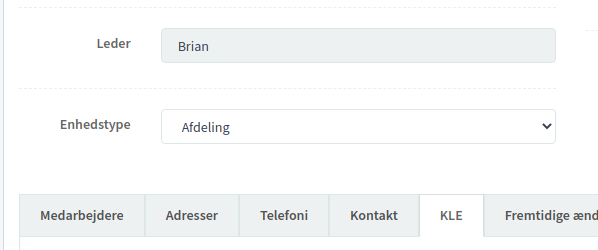 Leder
Brian
Enhedstype
Afdeling
Medarbejdere Adresser Telefoni Kontakt KLE Fremtidige